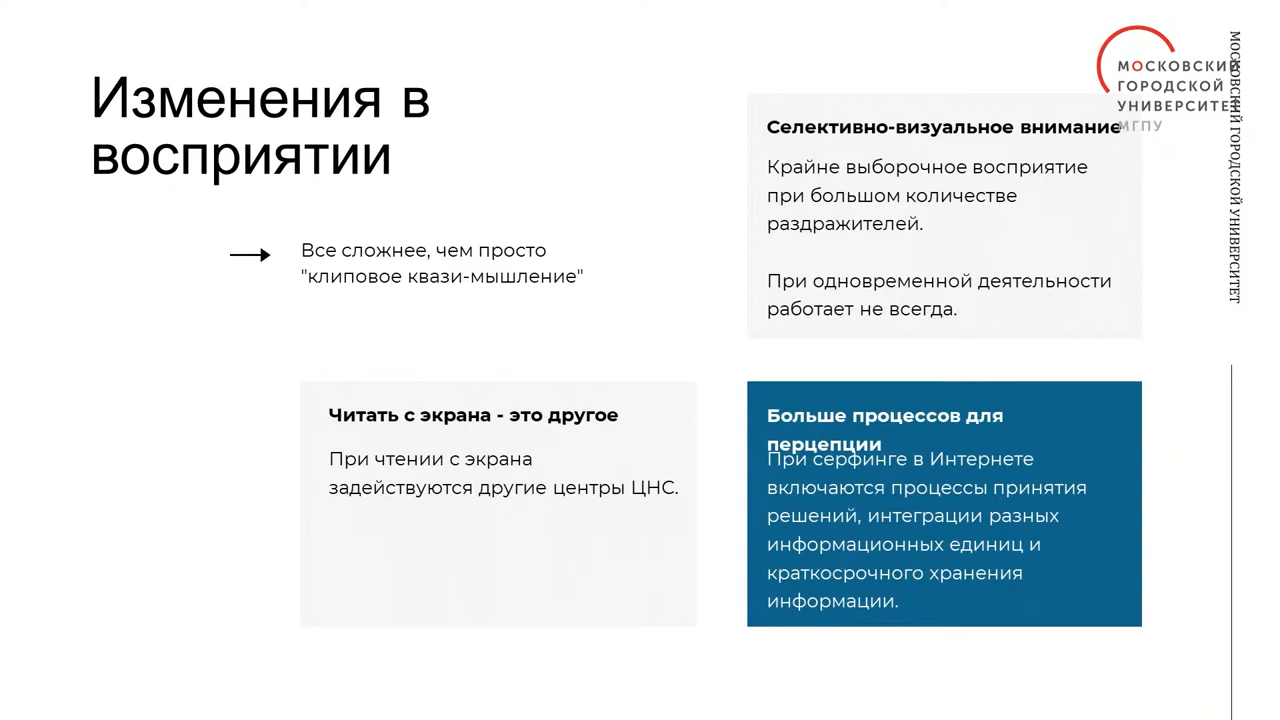 Изменения в
восприятии
Все сложнее, чем просто
"клиповое квази-мышление"
МОСКОВСКИЙ
ГОРОДСКОЙ
УНИВЕРСИТЕТ
МГПУ
МОСКОВСКИЙ ГОРОДСКОЙ УНИВЕРСИТЕТ
Селективно-визуальное внимание
Крайне выборочное восприятие
при большом количестве
раздражителей.
При одновременной деятельности
работает не всегда.
Читать с экрана - это другое
При чтении с экрана
задействуются другие центры ЦНС.
Больше процессов для
перцепции
При серфинге в Интернете
включаются процессы принятия
решений, интеграции разных
информационных единиц и
краткосрочного хранения
информации.